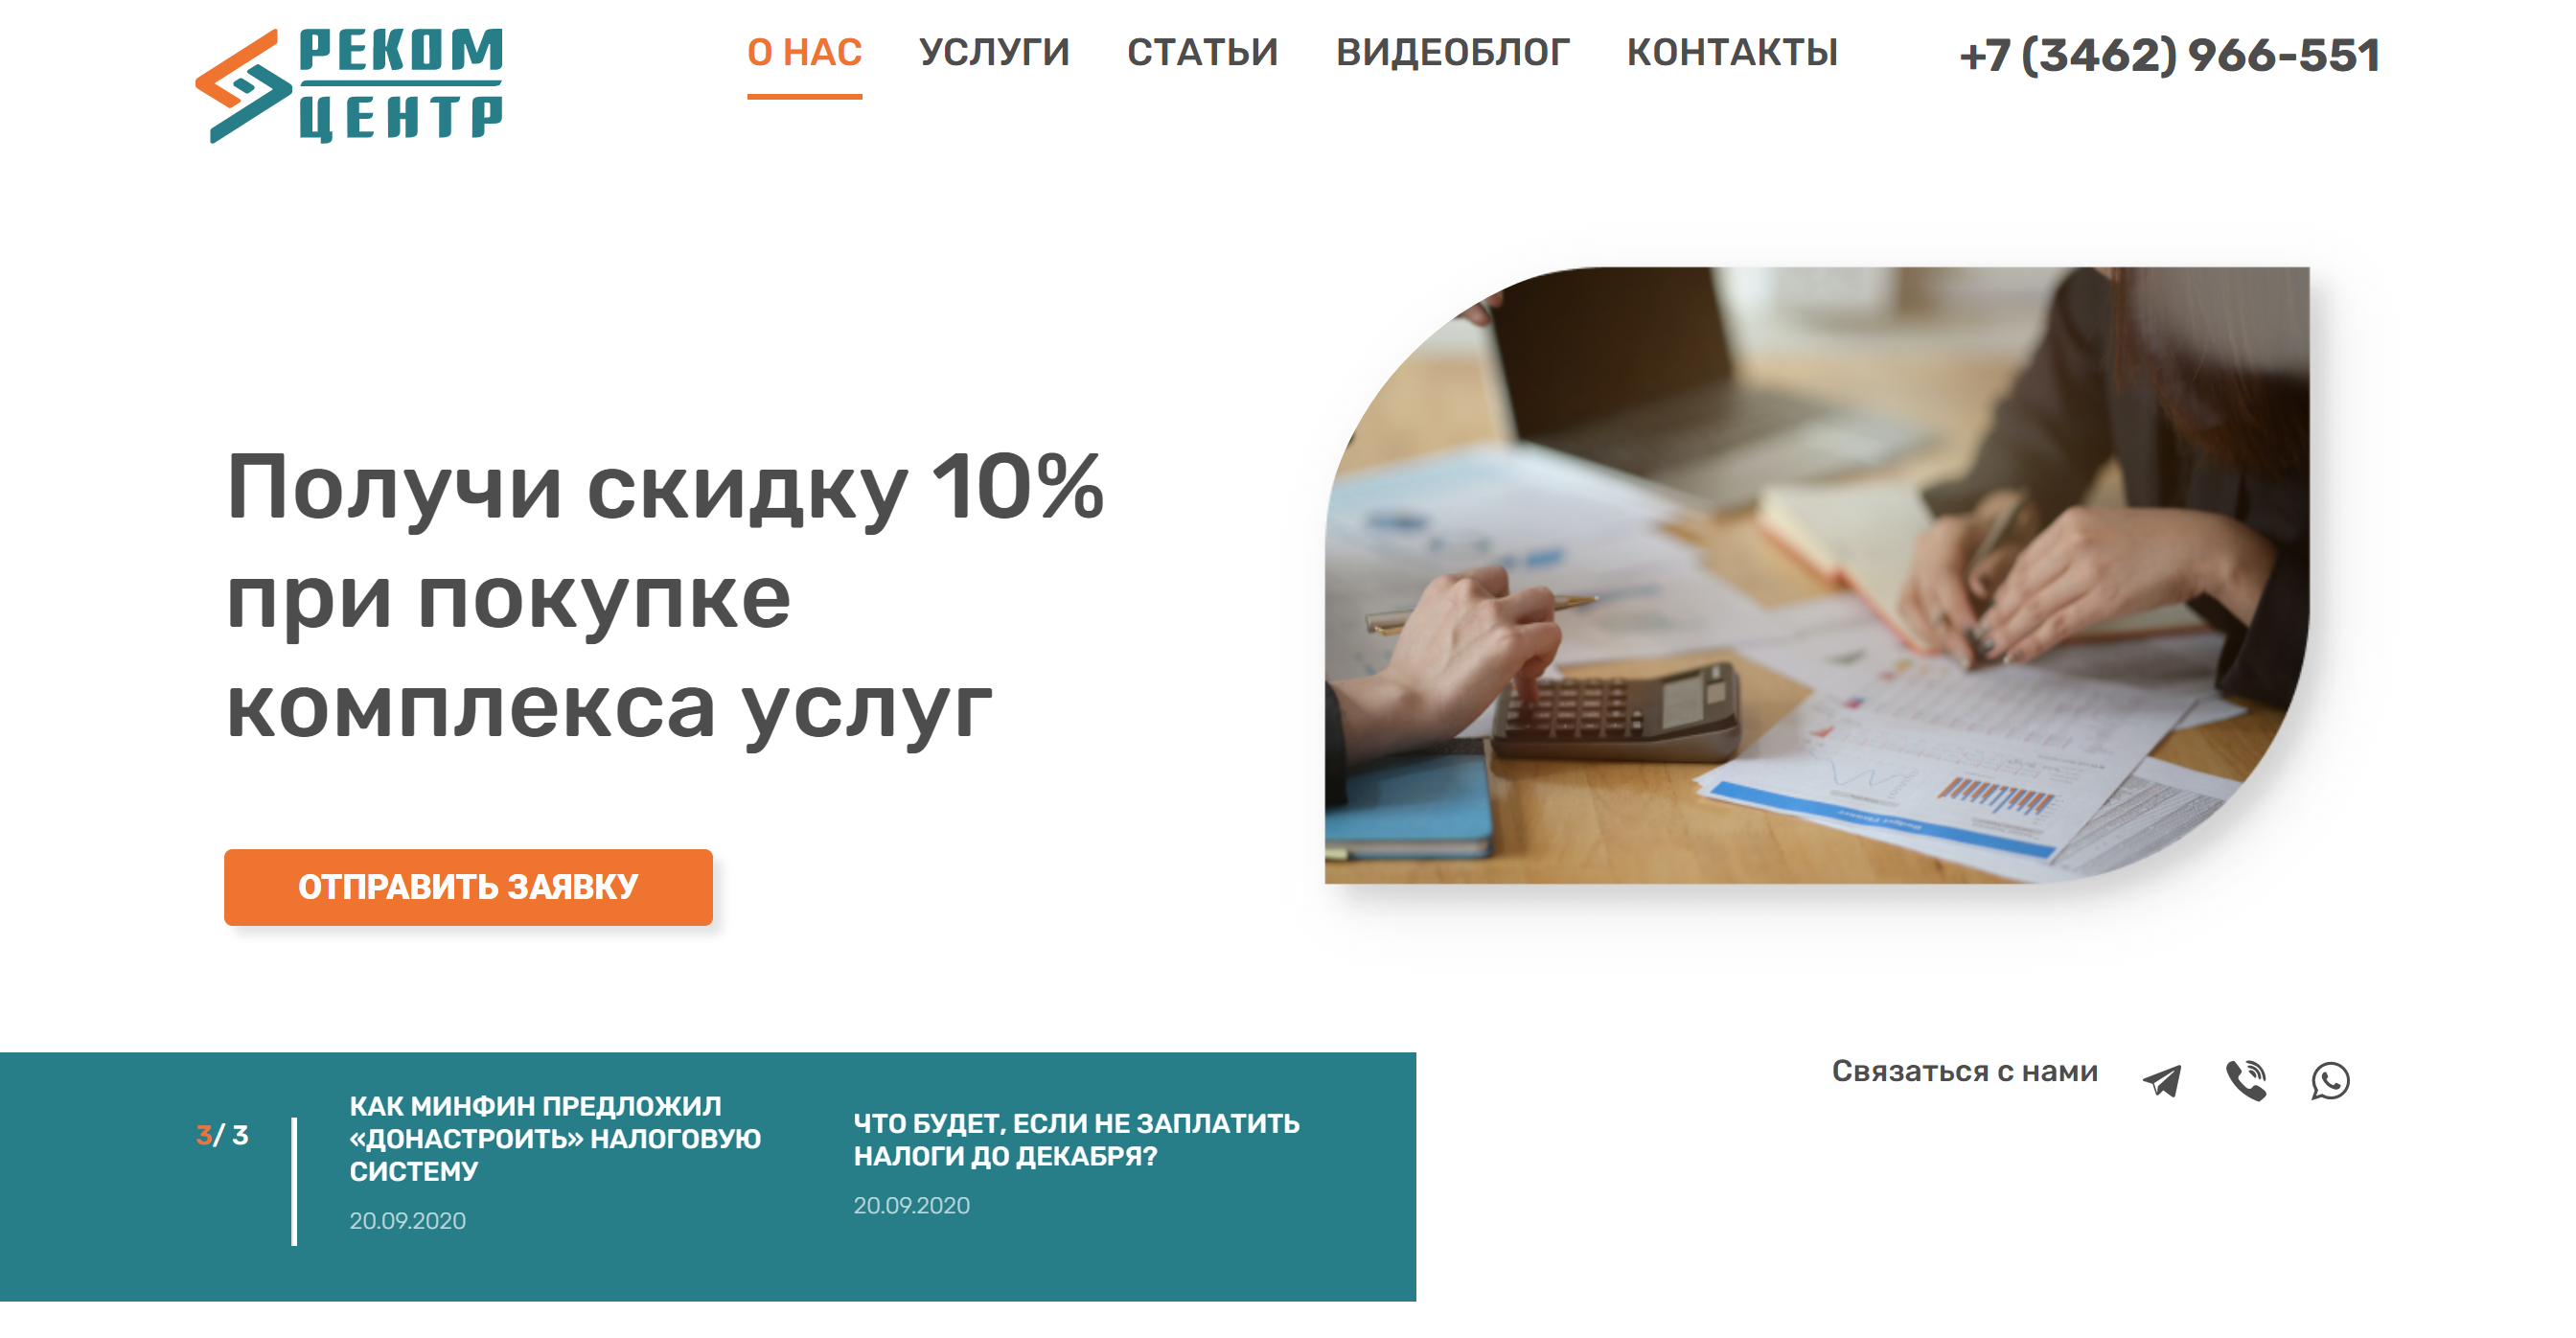 РЕКОМ
ЦЕНТР
О НАС УСЛУГИ СТАТЬИ ВИДЕОБЛОГ КОНТАКТЫ
+7 (3462) 966-551
Получи скидку 10%
при покупке
комплекса услуг
ОТПРАВИТЬ ЗАЯВКУ
3/ 3
КАК МИНФИН ПРЕДЛОЖИЛ
«ДОНАСТРОИТЬ» НАЛОГОВУЮ
СИСТЕМУ
20.09.2020
ЧТО БУДЕТ, ЕСЛИ НЕ ЗАПЛАТИТЬ
НАЛОГИ ДО ДЕКАБРЯ?
20.09.2020
Связаться с нами